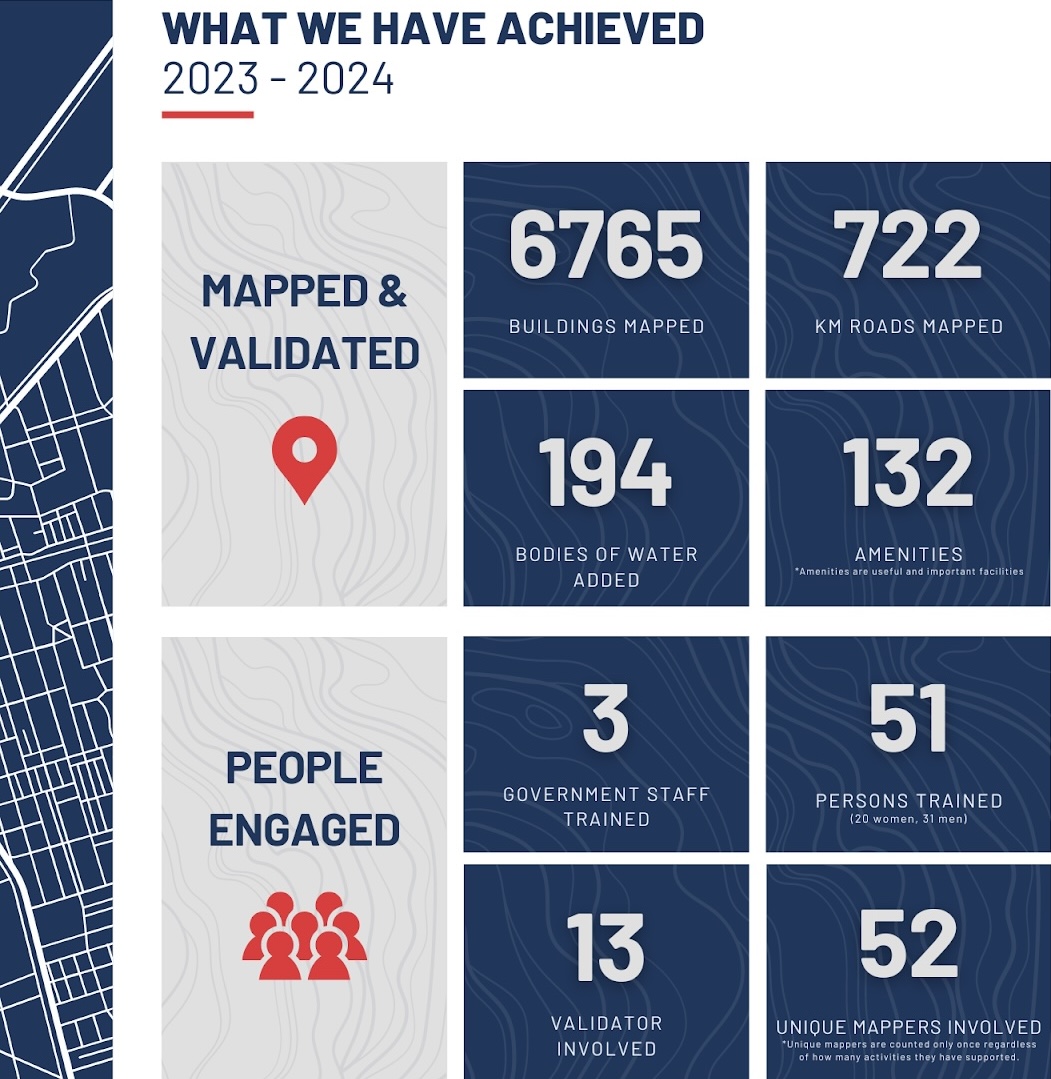 WHAT WE HAVE ACHIEVED
2023 - 2024
MAPPED &
VALIDATED
6765
BUILDINGS MAPPED
722
KM ROADS MAPPED
194
BODIES OF WATER
ADDED
132
AMENITIES
*Amenities are useful and important facilities
PEOPLE
ENGAGED
3
GOVERNMENT STAFF
TRAINED
51
PERSONS TRAINED
(20 women, 31 men)
13
VALIDATOR
INVOLVED
52
UNIQUE MAPPERS INVOLVED
*Unique mappers are counted only once regardless
of how many activities they have supported.